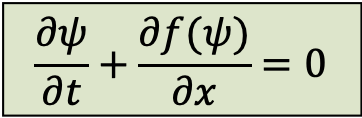 ∂ψ/∂t + ∂f(ψ)/∂x = 0